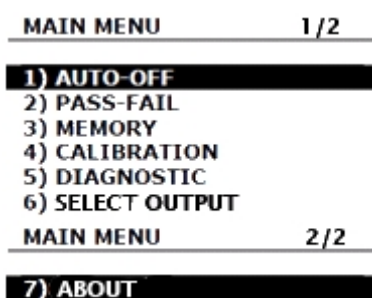 MAIN MENU 1/2
1) AUTO-OFF
2) PASS-FAIL
3) MEMORY
4) CALIBRATION
5) DIAGNOSTIC
6) SELECT OUTPUT
MAIN MENU 2/2
7) ABOUT